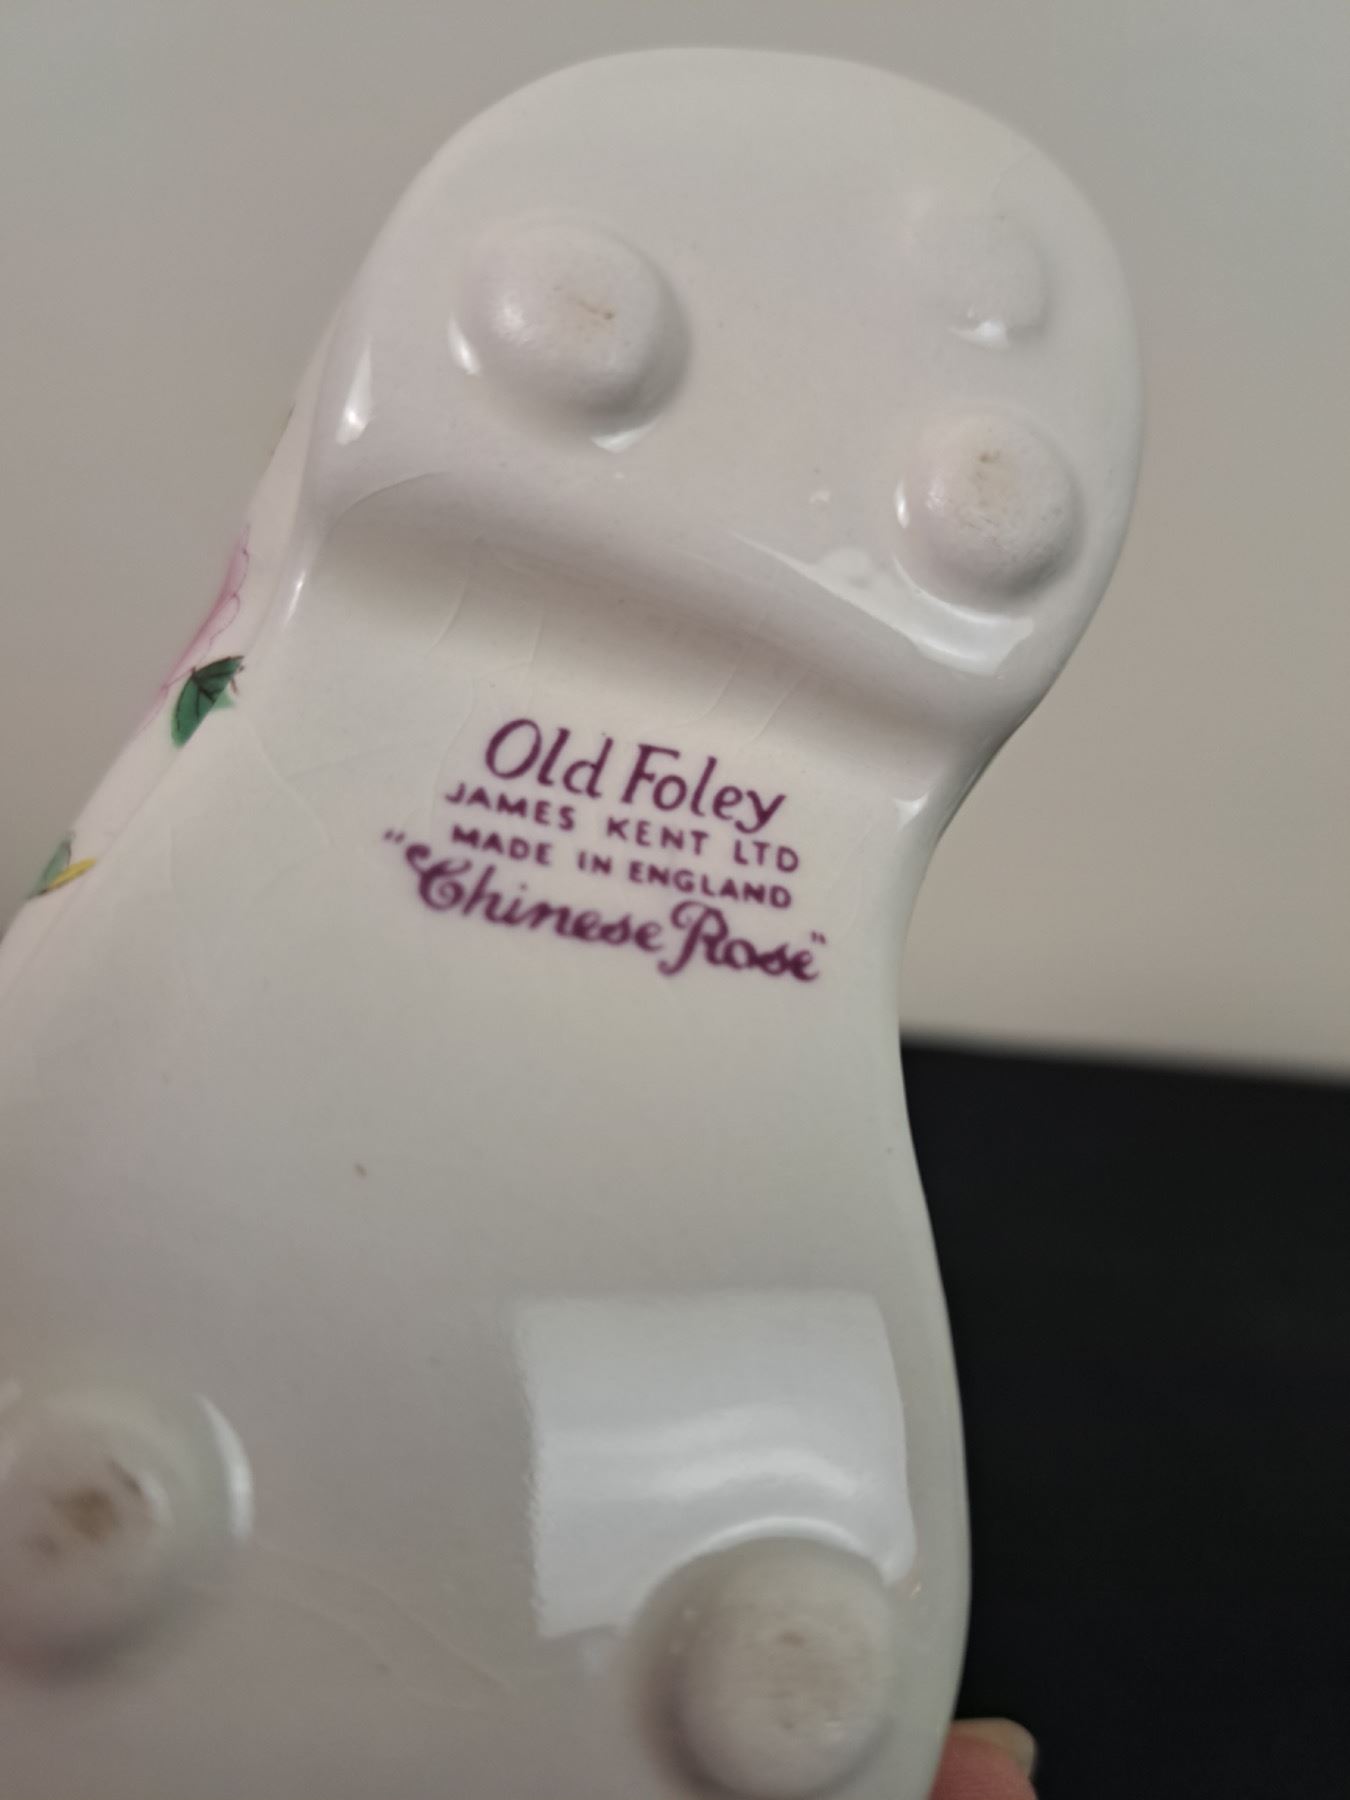 Old Foley
JAMES KENT LTD
MADE IN ENGLAND
"Chinese Rose"